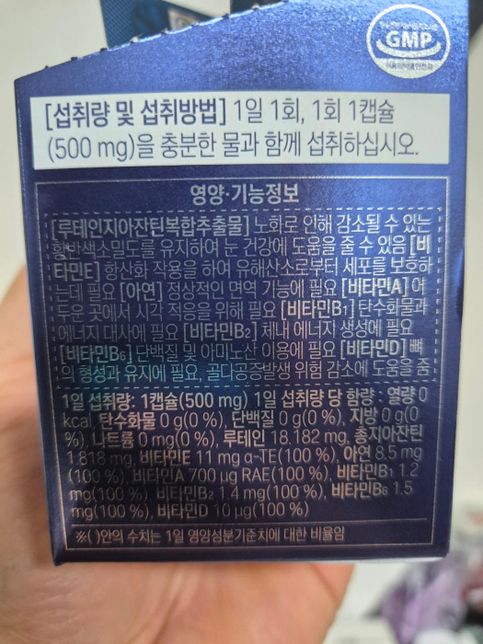 GMP
[섭취량 및 섭취방법] 1일 1회, 1회 1캡슐
(500 mg)을 충분한 물과 함께 섭취하십시오.
영양·기능정보
[루테인지아잔틴복합추출물] 노화로 인해 감소될 수 있는
황반색소밀도를 유지하여 눈 건강에 도움을 줄 수 있음 [비
타민E] 항산화 작용을 하여 유해산소로부터 세포를 보호하
는데 필요 [아연] 정상적인 면역 기능에 필요 [비타민A] 어
두운 곳에서 시각 적응을 위해 필요 [비타민B₁] 탄수화물과
에너지 대사에 필요 [비타민B₂] 체내 에너지 생성에 필요
[비타민B₆] 단백질 및 아미노산 이용에 필요 [비타민D] 뼈
의 형성과 유지에 필요, 골다공증발생 위험 감소에 도움을 줌
1일 섭취량: 1캡슐(500 mg) 1일 섭취량 당 함량: 열량 0
kcal, 탄수화물 0 g(0 %), 단백질 0 g(0 %), 지방 0 g(0
%), 나트륨 0 mg(0 %), 루테인 18.182 mg, 총지아잔틴
1.818 mg, 비타민E 11 mg α-TE(100 %), 아연 8.5 mg
(100 %), 비타민A 700 µg RAE(100 %), 비타민B₁ 1.2
mg(100 %), 비타민B₂ 1.4 mg(100 %), 비타민B₆ 1.5
mg(100 %), 비타민D 10 µg(100 %)
※( )안의 수치는 1일 영양성분기준치에 대한 비율임